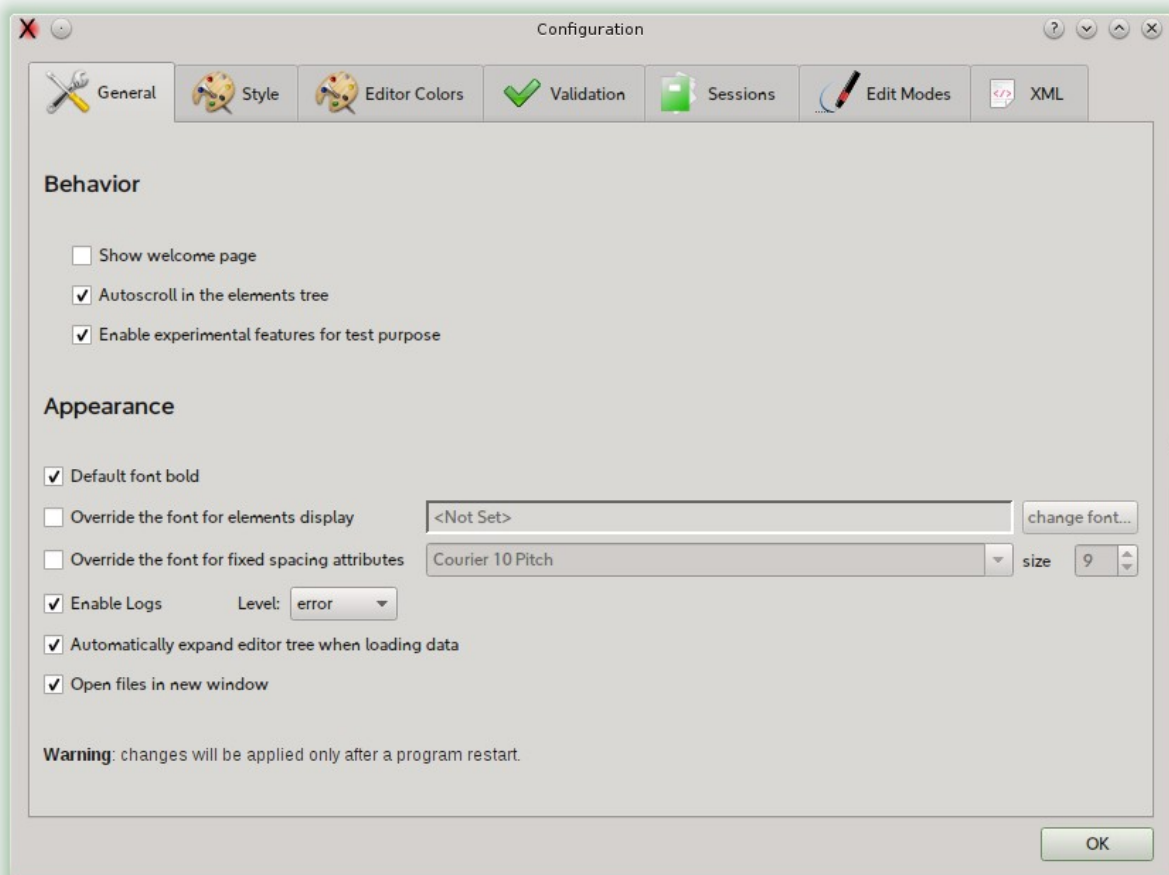 Configuration
General Style Editor Colors Validation Sessions Edit Modes XML
Behavior
Show welcome page
Autoscroll in the elements tree
Enable experimental features for test purpose
Appearance
Default font bold
Override the font for elements display <Not Set> change font...
Override the font for fixed spacing attributes Courier 10 Pitch size 9
Enable Logs Level: error
Automatically expand editor tree when loading data
Open files in new window
Warning: changes will be applied only after a program restart.
OK